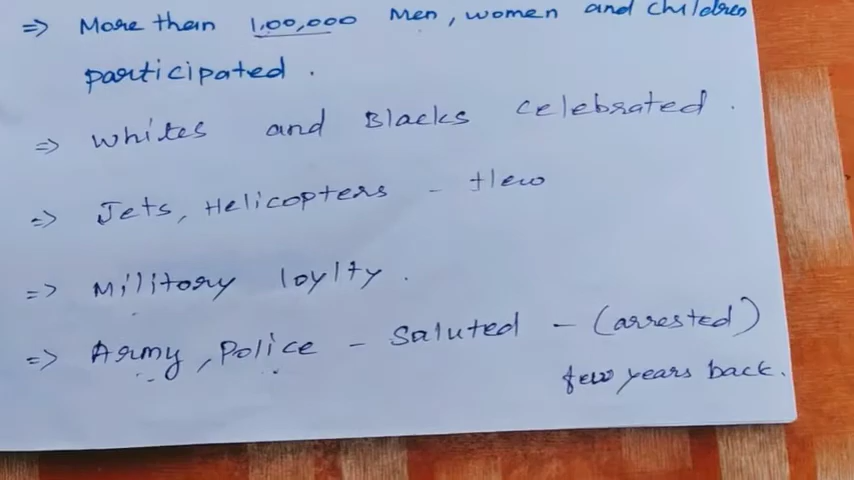 => More than 1,00,000 Men, women and children
participated.
=> Whites and Blacks celebrated.
=> Jets, Helicopters - flew
=> Military loylty.
=> Army, Police - Saluted - (arrested)
few years back.